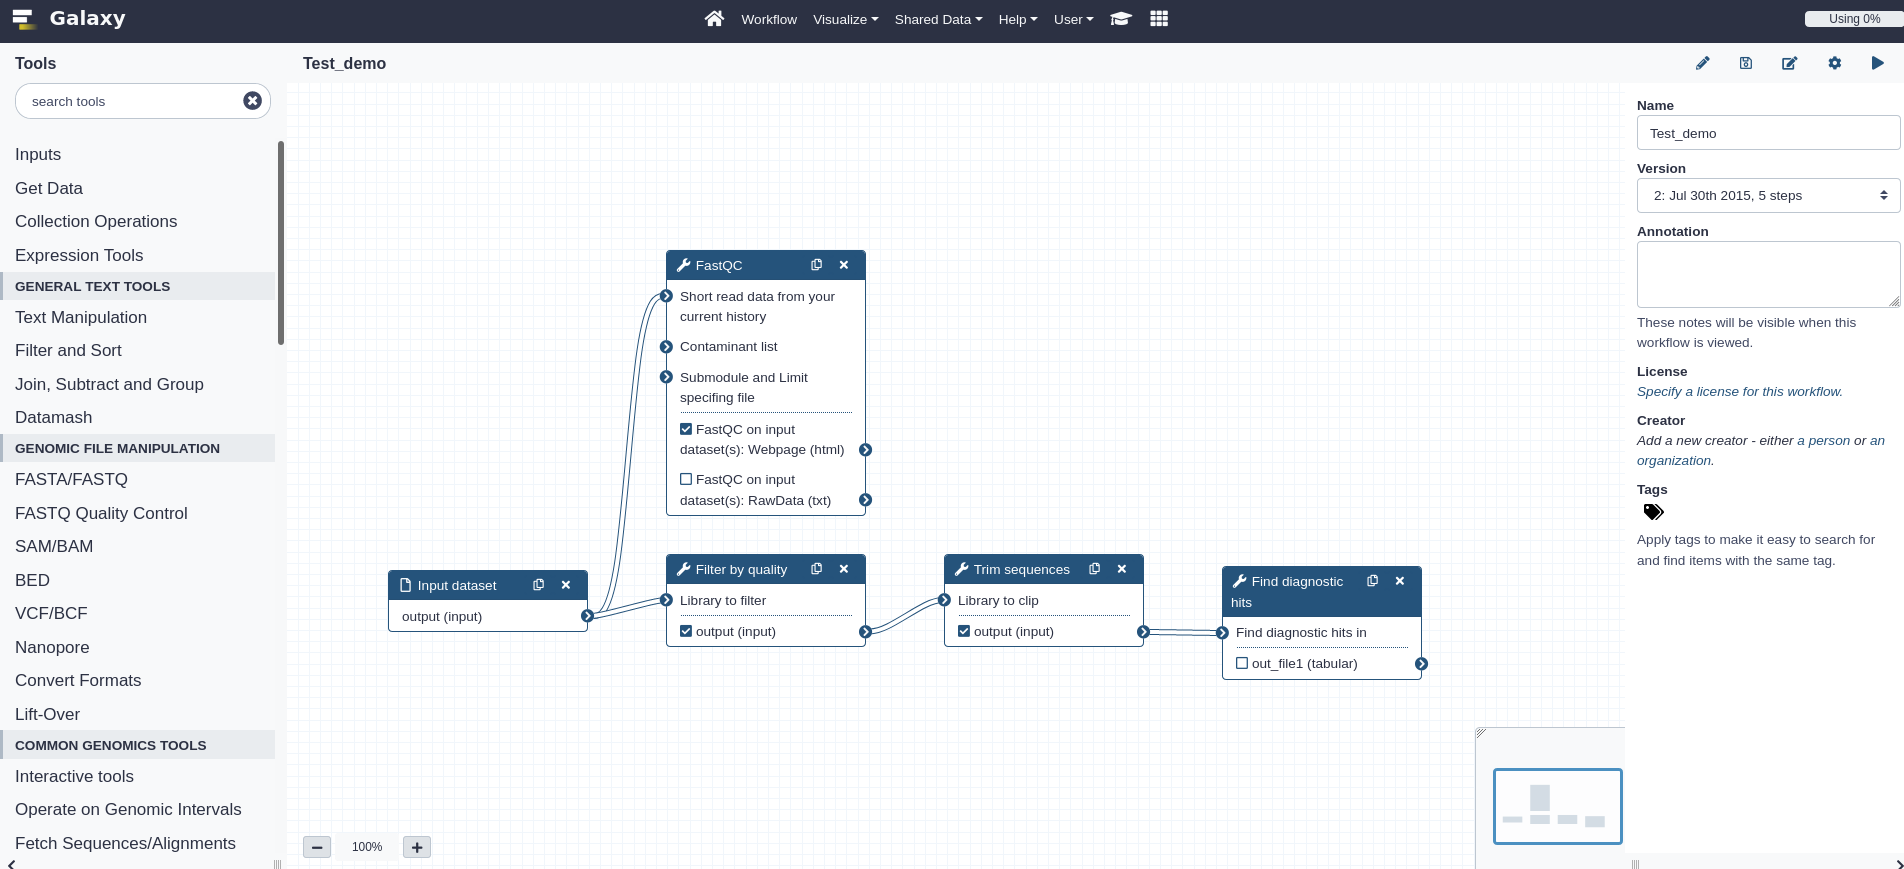 Galaxy
Workflow Visualize Shared Data Help User
Using 0%
Tools
search tools
Inputs
Get Data
Collection Operations
Expression Tools
GENERAL TEXT TOOLS
Text Manipulation
Filter and Sort
Join, Subtract and Group
Datamash
GENOMIC FILE MANIPULATION
FASTA/FASTQ
FASTQ Quality Control
SAM/BAM
BED
VCF/BCF
Nanopore
Convert Formats
Lift-Over
COMMON GENOMICS TOOLS
Interactive tools
Operate on Genomic Intervals
Fetch Sequences/Alignments
Test_demo
FastQC
Short read data from your
current history
Contaminant list
Submodule and Limit
specifing file
FastQC on input
dataset(s): Webpage (html)
FastQC on input
dataset(s): RawData (txt)
Input dataset
output (input)
Filter by quality
Library to filter
output (input)
Trim sequences
Library to clip
output (input)
Find diagnostic
hits
Find diagnostic hits in
out_file1 (tabular)
100%
Name
Test_demo
Version
2: Jul 30th 2015, 5 steps
Annotation
These notes will be visible when this
workflow is viewed.
License
Specify a license for this workflow.
Creator
Add a new creator - either a person or an
organization.
Tags
Apply tags to make it easy to search for
and find items with the same tag.